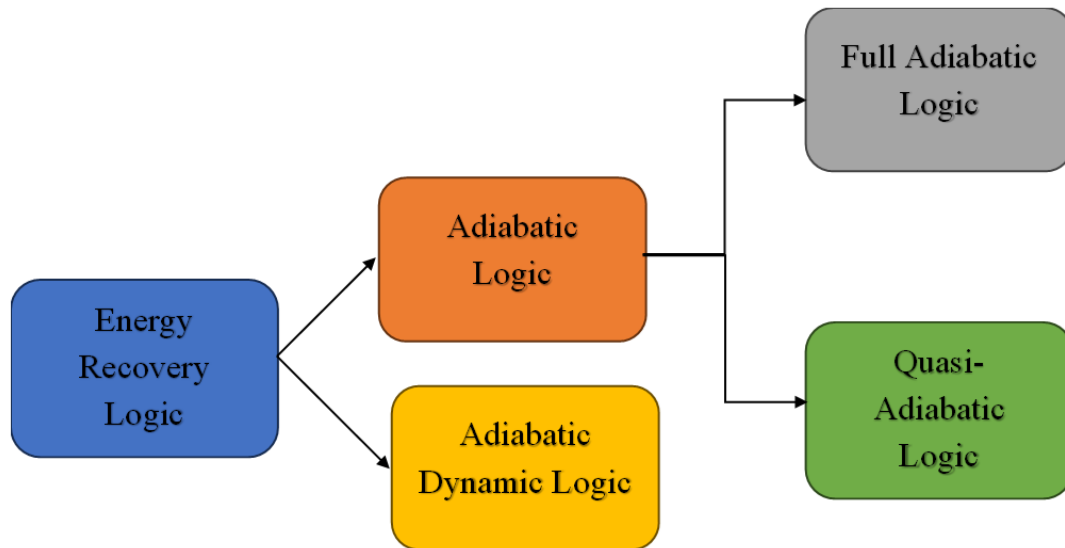 Energy
Recovery
Logic
Adiabatic
Logic
Adiabatic
Dynamic Logic
Full Adiabatic
Logic
Quasi-
Adiabatic
Logic